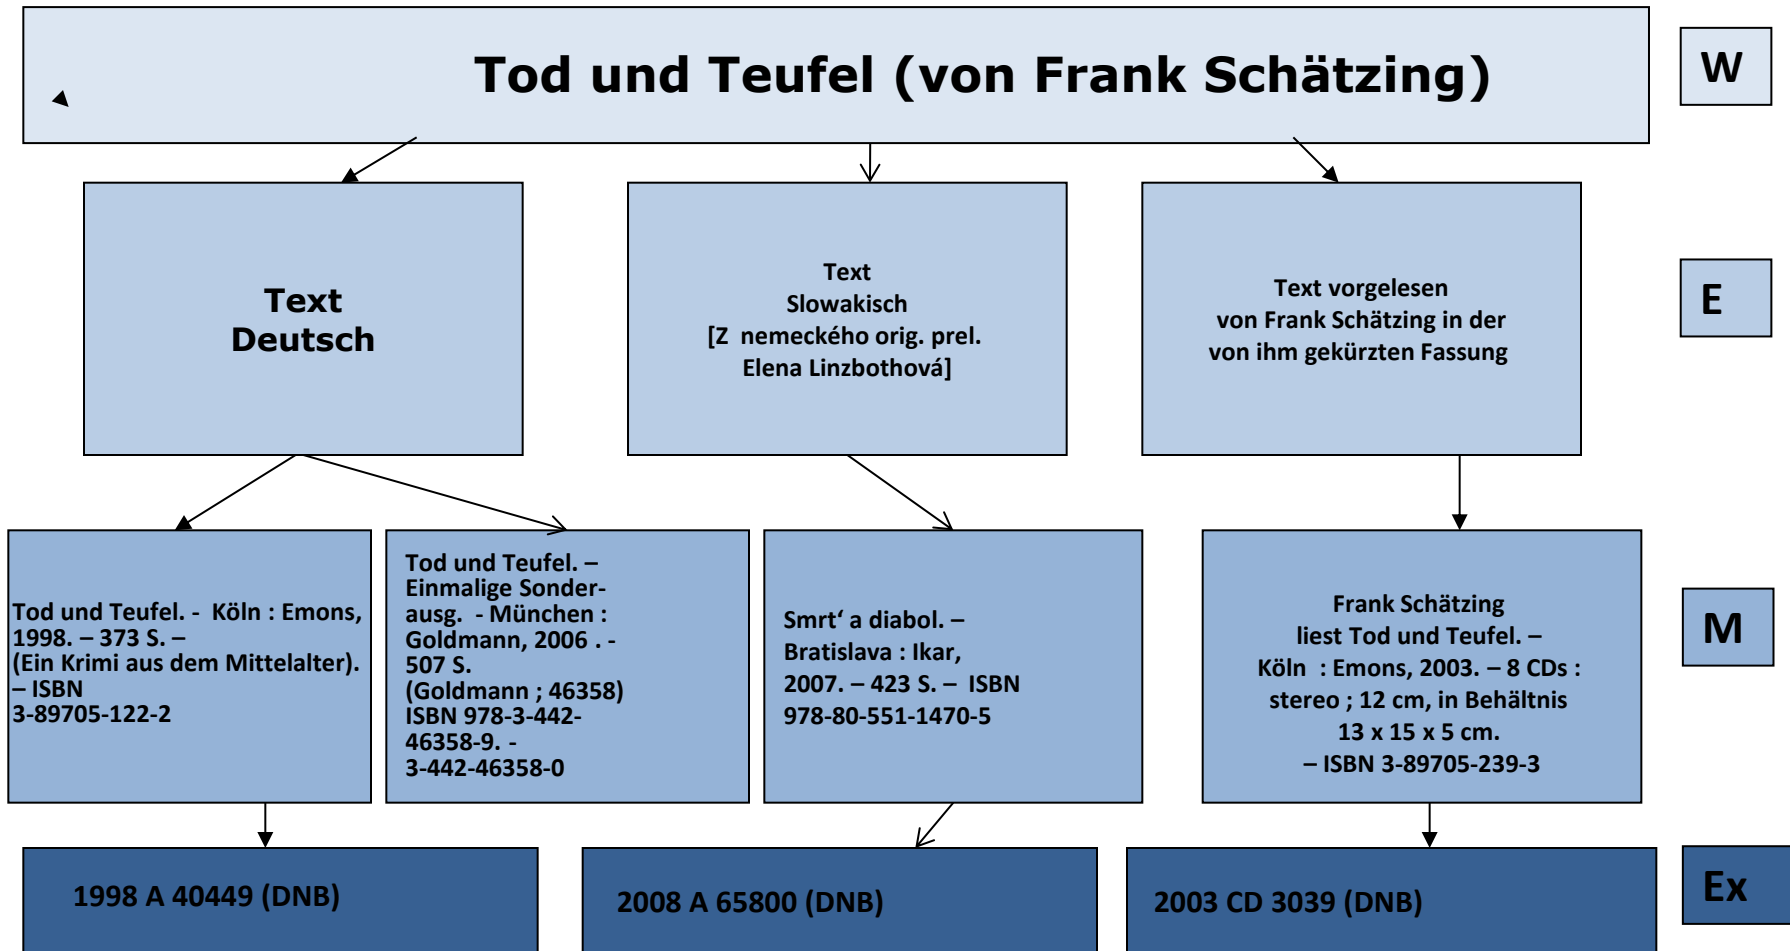 Tod und Teufel (von Frank Schätzing)
W
Text
Deutsch
Text
Slowakisch
[Z nemeckého orig. prel.
Elena Linzbothová]
Text vorgelesen
von Frank Schätzing in der
von ihm gekürzten Fassung
E
Tod und Teufel. - Köln : Emons,
1998. – 373 S. –
(Ein Krimi aus dem Mittelalter).
– ISBN
3-89705-122-2
Tod und Teufel. –
Einmalige Sonder-
ausg. - München :
Goldmann, 2006 . -
507 S.
(Goldmann ; 46358)
ISBN 978-3-442-
46358-9. -
3-442-46358-0
Smrt‘ a diabol. –
Bratislava : Ikar,
2007. – 423 S. – ISBN
978-80-551-1470-5
Frank Schätzing
liest Tod und Teufel. –
Köln : Emons, 2003. – 8 CDs :
stereo ; 12 cm, in Behältnis
13 x 15 x 5 cm.
– ISBN 3-89705-239-3
M
1998 A 40449 (DNB)
2008 A 65800 (DNB)
2003 CD 3039 (DNB)
Ex